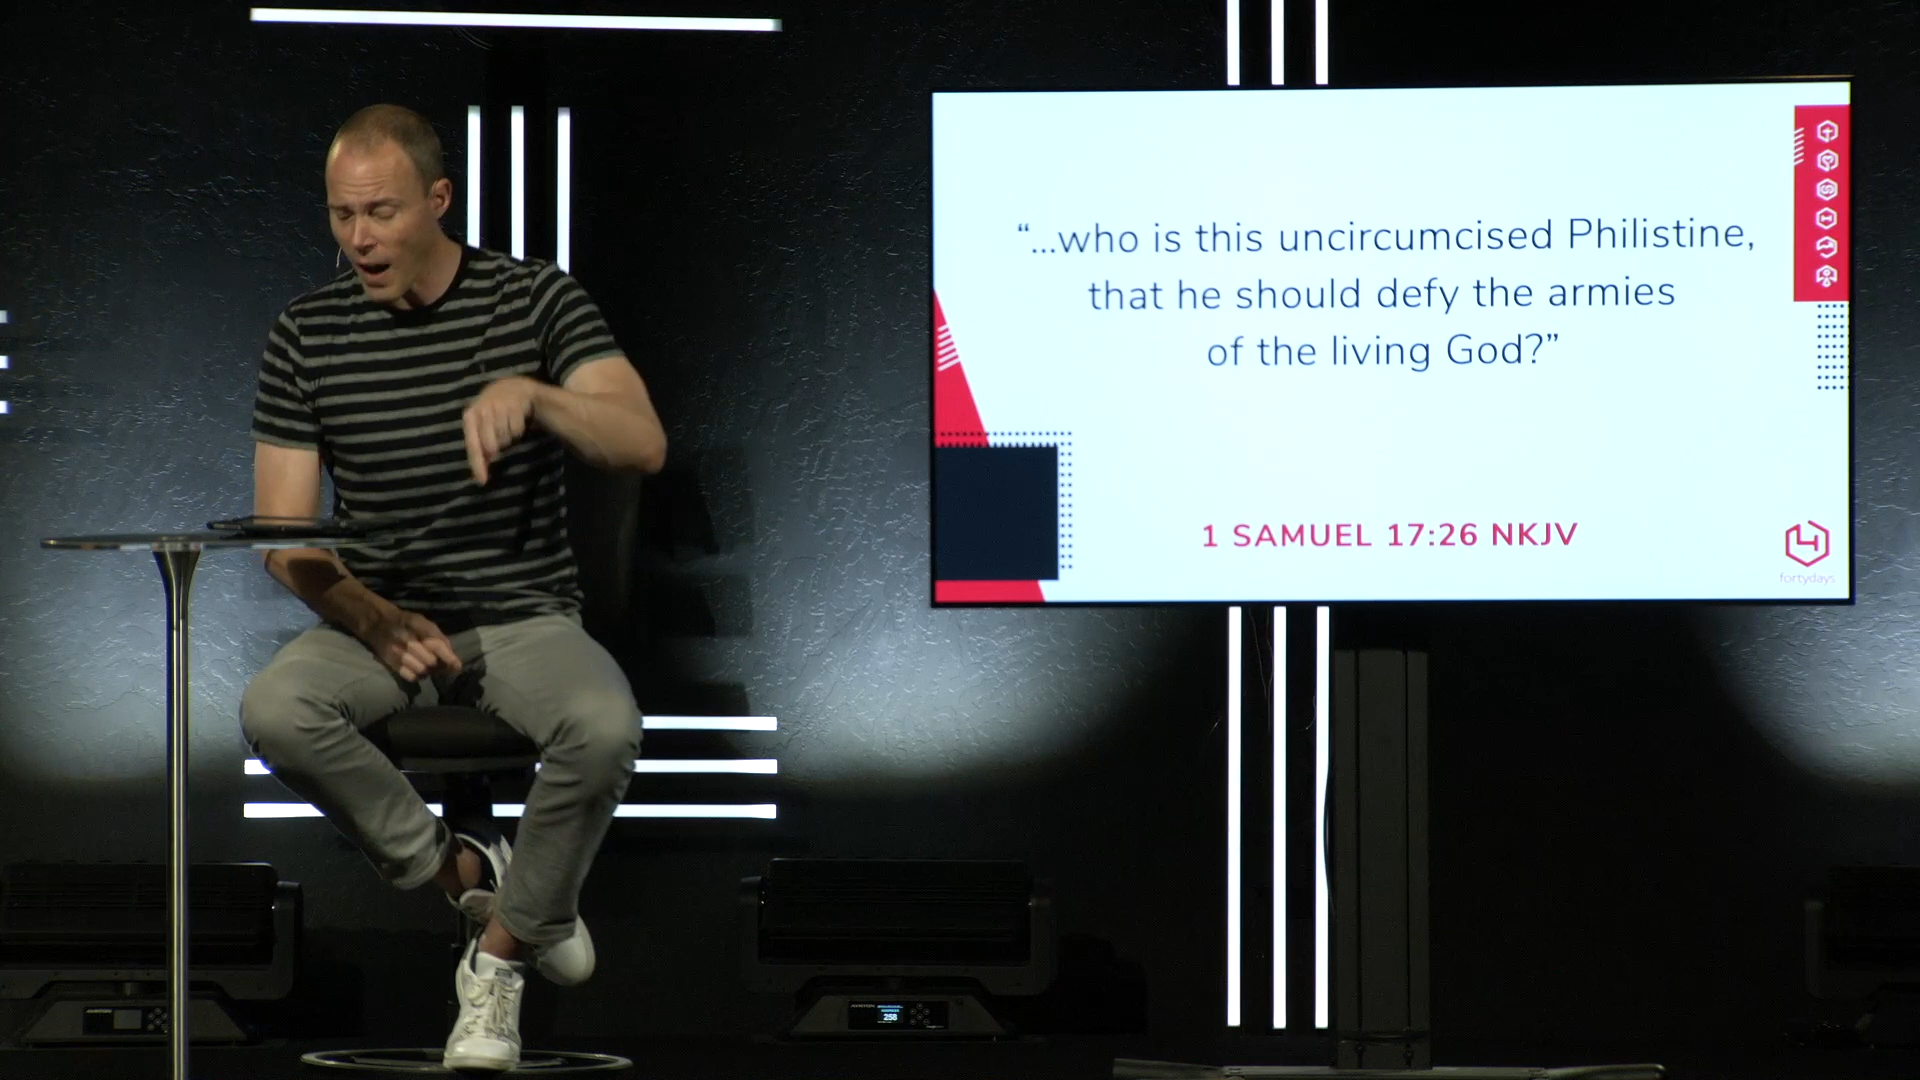 “...who is this uncircumcised Philistine,
that he should defy the armies
of the living God?”
1 SAMUEL 17:26 NKJV
fortydays
258